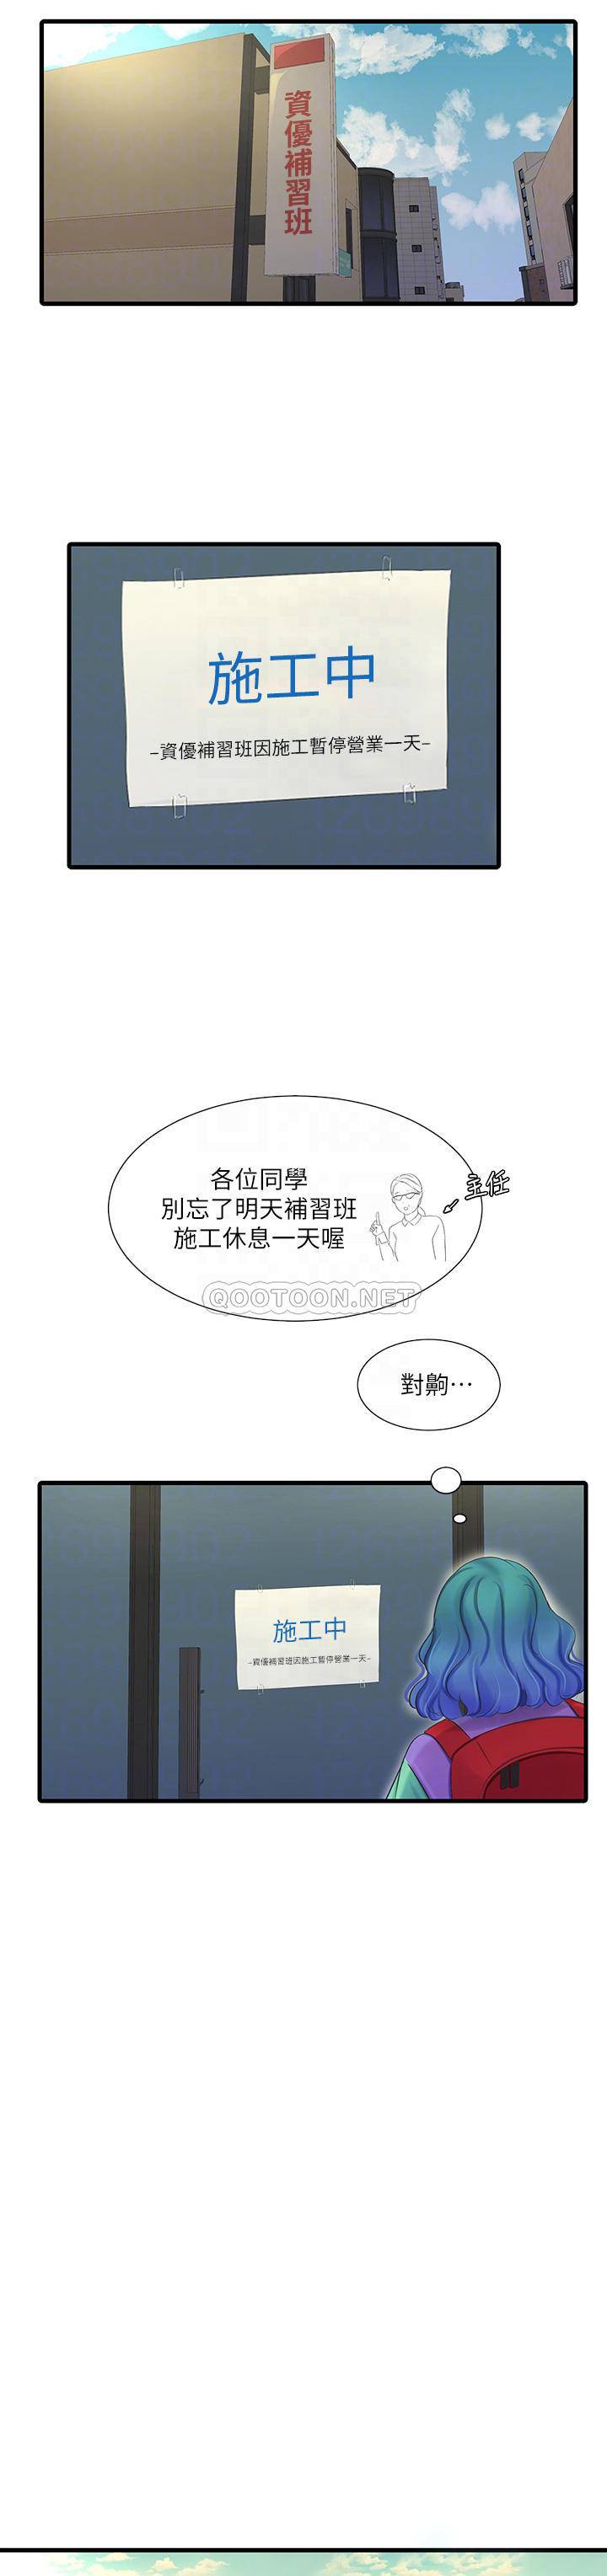 資優補習班
施工中
–資優補習班因施工暫停營業一天–
各位同學
別忘了明天補習班
施工休息一天喔
主任
QOOTOON.NET
對齁…
施工中
–資優補習班因施工暫停營業一天–